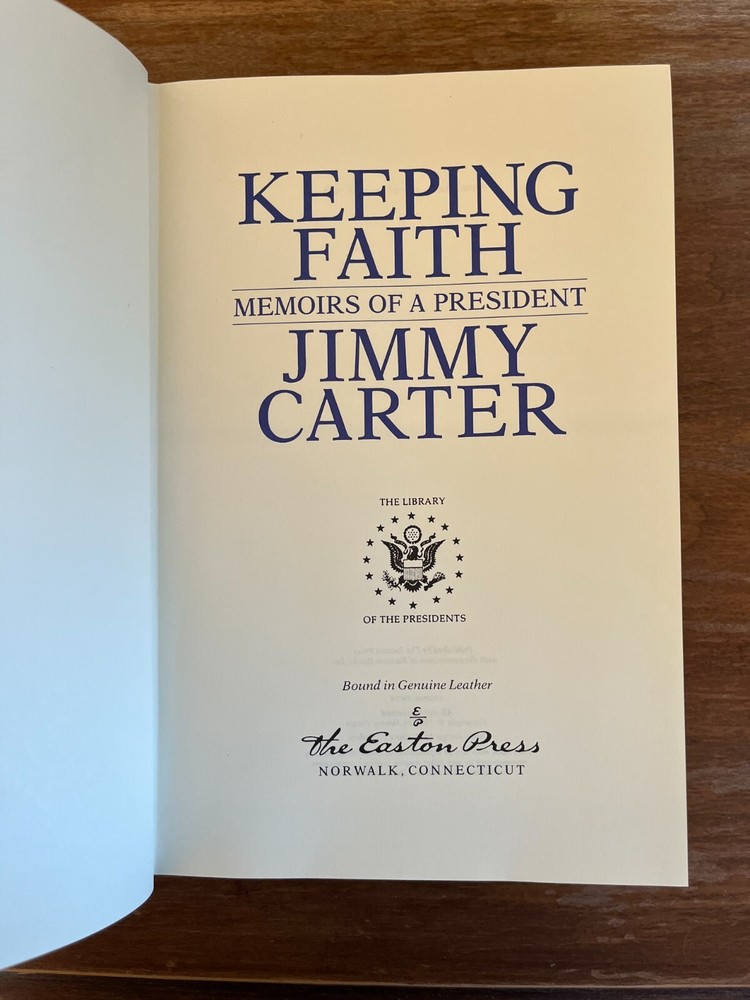 KEEPING
FAITH
MEMOIRS OF A PRESIDENT
JIMMY
CARTER
THE LIBRARY
OF THE PRESIDENTS
Bound in Genuine Leather
E/P
The Easton Press
NORWALK, CONNECTICUT